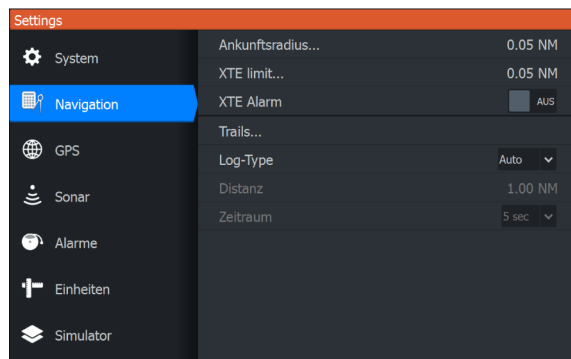 Settings
System
Navigation
GPS
Sonar
Alarme
Einheiten
Simulator
Ankunftsradius... 0.05 NM
XTE limit... 0.05 NM
XTE Alarm AUS
Trails...
Log-Type Auto
Distanz 1.00 NM
Zeitraum 5 sec